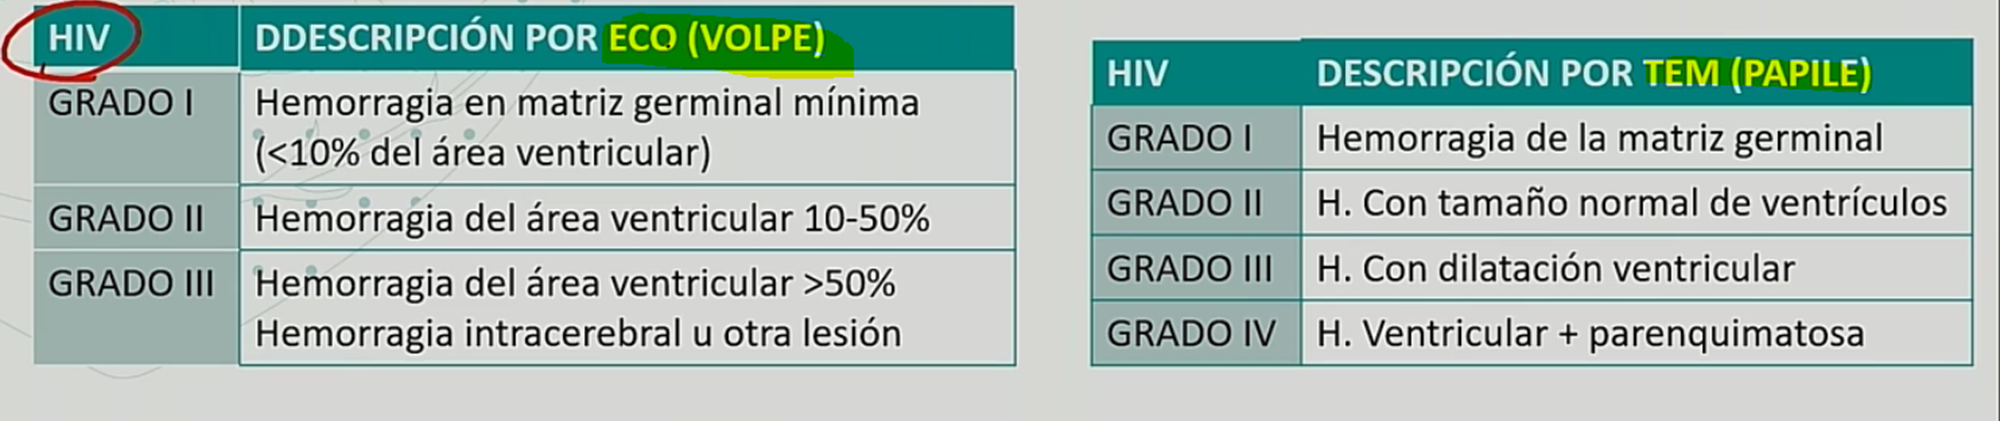 HIV
DDESCRIPCIÓN POR ECO (VOLPE)
GRADO I
Hemorragia en matriz germinal mínima
(<10% del área ventricular)
GRADO II
Hemorragia del área ventricular 10-50%
GRADO III
Hemorragia del área ventricular >50%
Hemorragia intracerebral u otra lesión
HIV
DESCRIPCIÓN POR TEM (PAPILE)
GRADO I
Hemorragia de la matriz germinal
GRADO II
H. Con tamaño normal de ventrículos
GRADO III
H. Con dilatación ventricular
GRADO IV
H. Ventricular + parenquimatosa